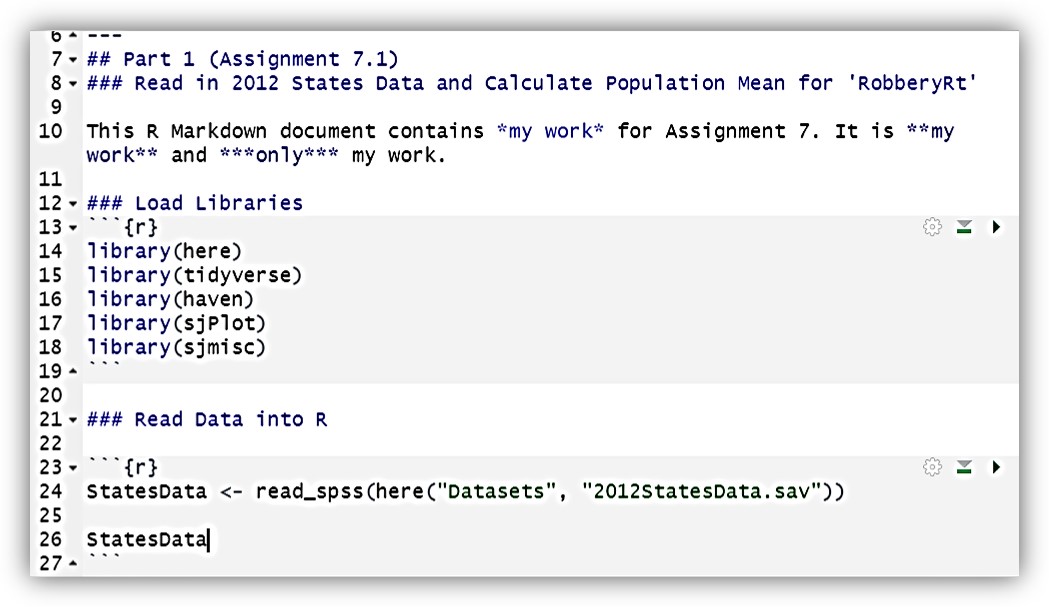 6 ---
7 ## Part 1 (Assignment 7.1)
8 ### Read in 2012 States Data and Calculate Population Mean for 'RobberyRt'
9
10 This R Markdown document contains *my work* for Assignment 7. It is **my
work** and ***only*** my work.
11
12 ### Load Libraries
13 ```{r}
14 library(here)
15 library(tidyverse)
16 library(haven)
17 library(sjPlot)
18 library(sjmisc)
19 ```
20
21 ### Read Data into R
22
23 ```{r}
24 StatesData <- read_spss(here("Datasets", "2012StatesData.sav"))
25
26 StatesData
27 ```